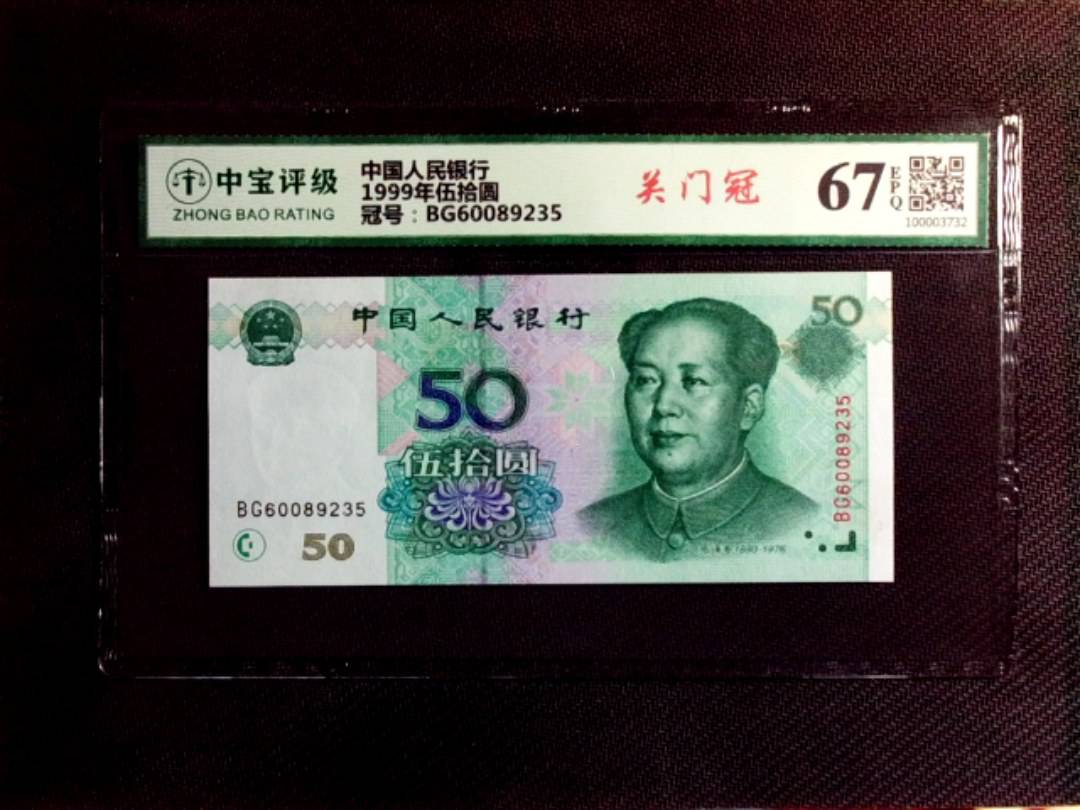 中宝评级
ZHONG BAO RATING
中国人民银行
1999年伍拾圆
冠号：BG60089235
关门冠
67
EPQ
100003732
中国人民银行
50
50
伍拾圆
BG60089235
BG60089235
50
1893-1976